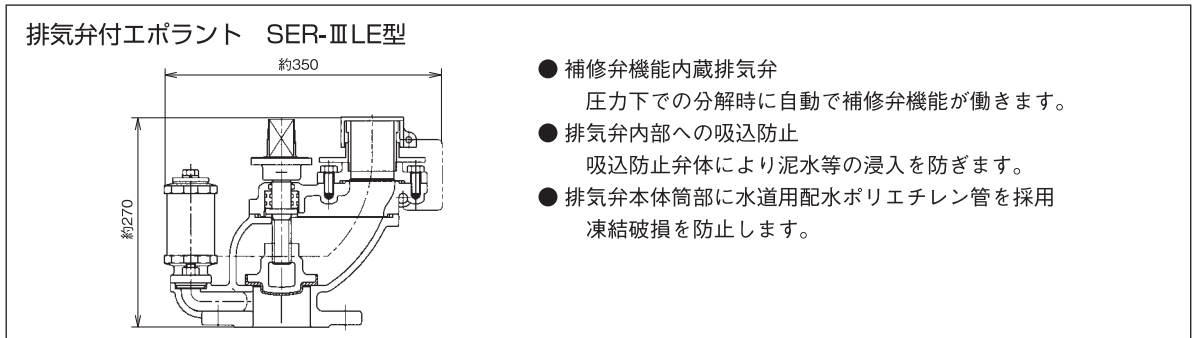 排気弁付エポラント　SER-ⅢLE型
約350
約270
● 補修弁機能内蔵排気弁
圧力下での分解時に自動で補修弁機能が働きます。
● 排気弁内部への吸込防止
吸込防止弁体により泥水等の浸入を防ぎます。
● 排気弁本体筒部に水道用配水ポリエチレン管を採用
凍結破損を防止します。